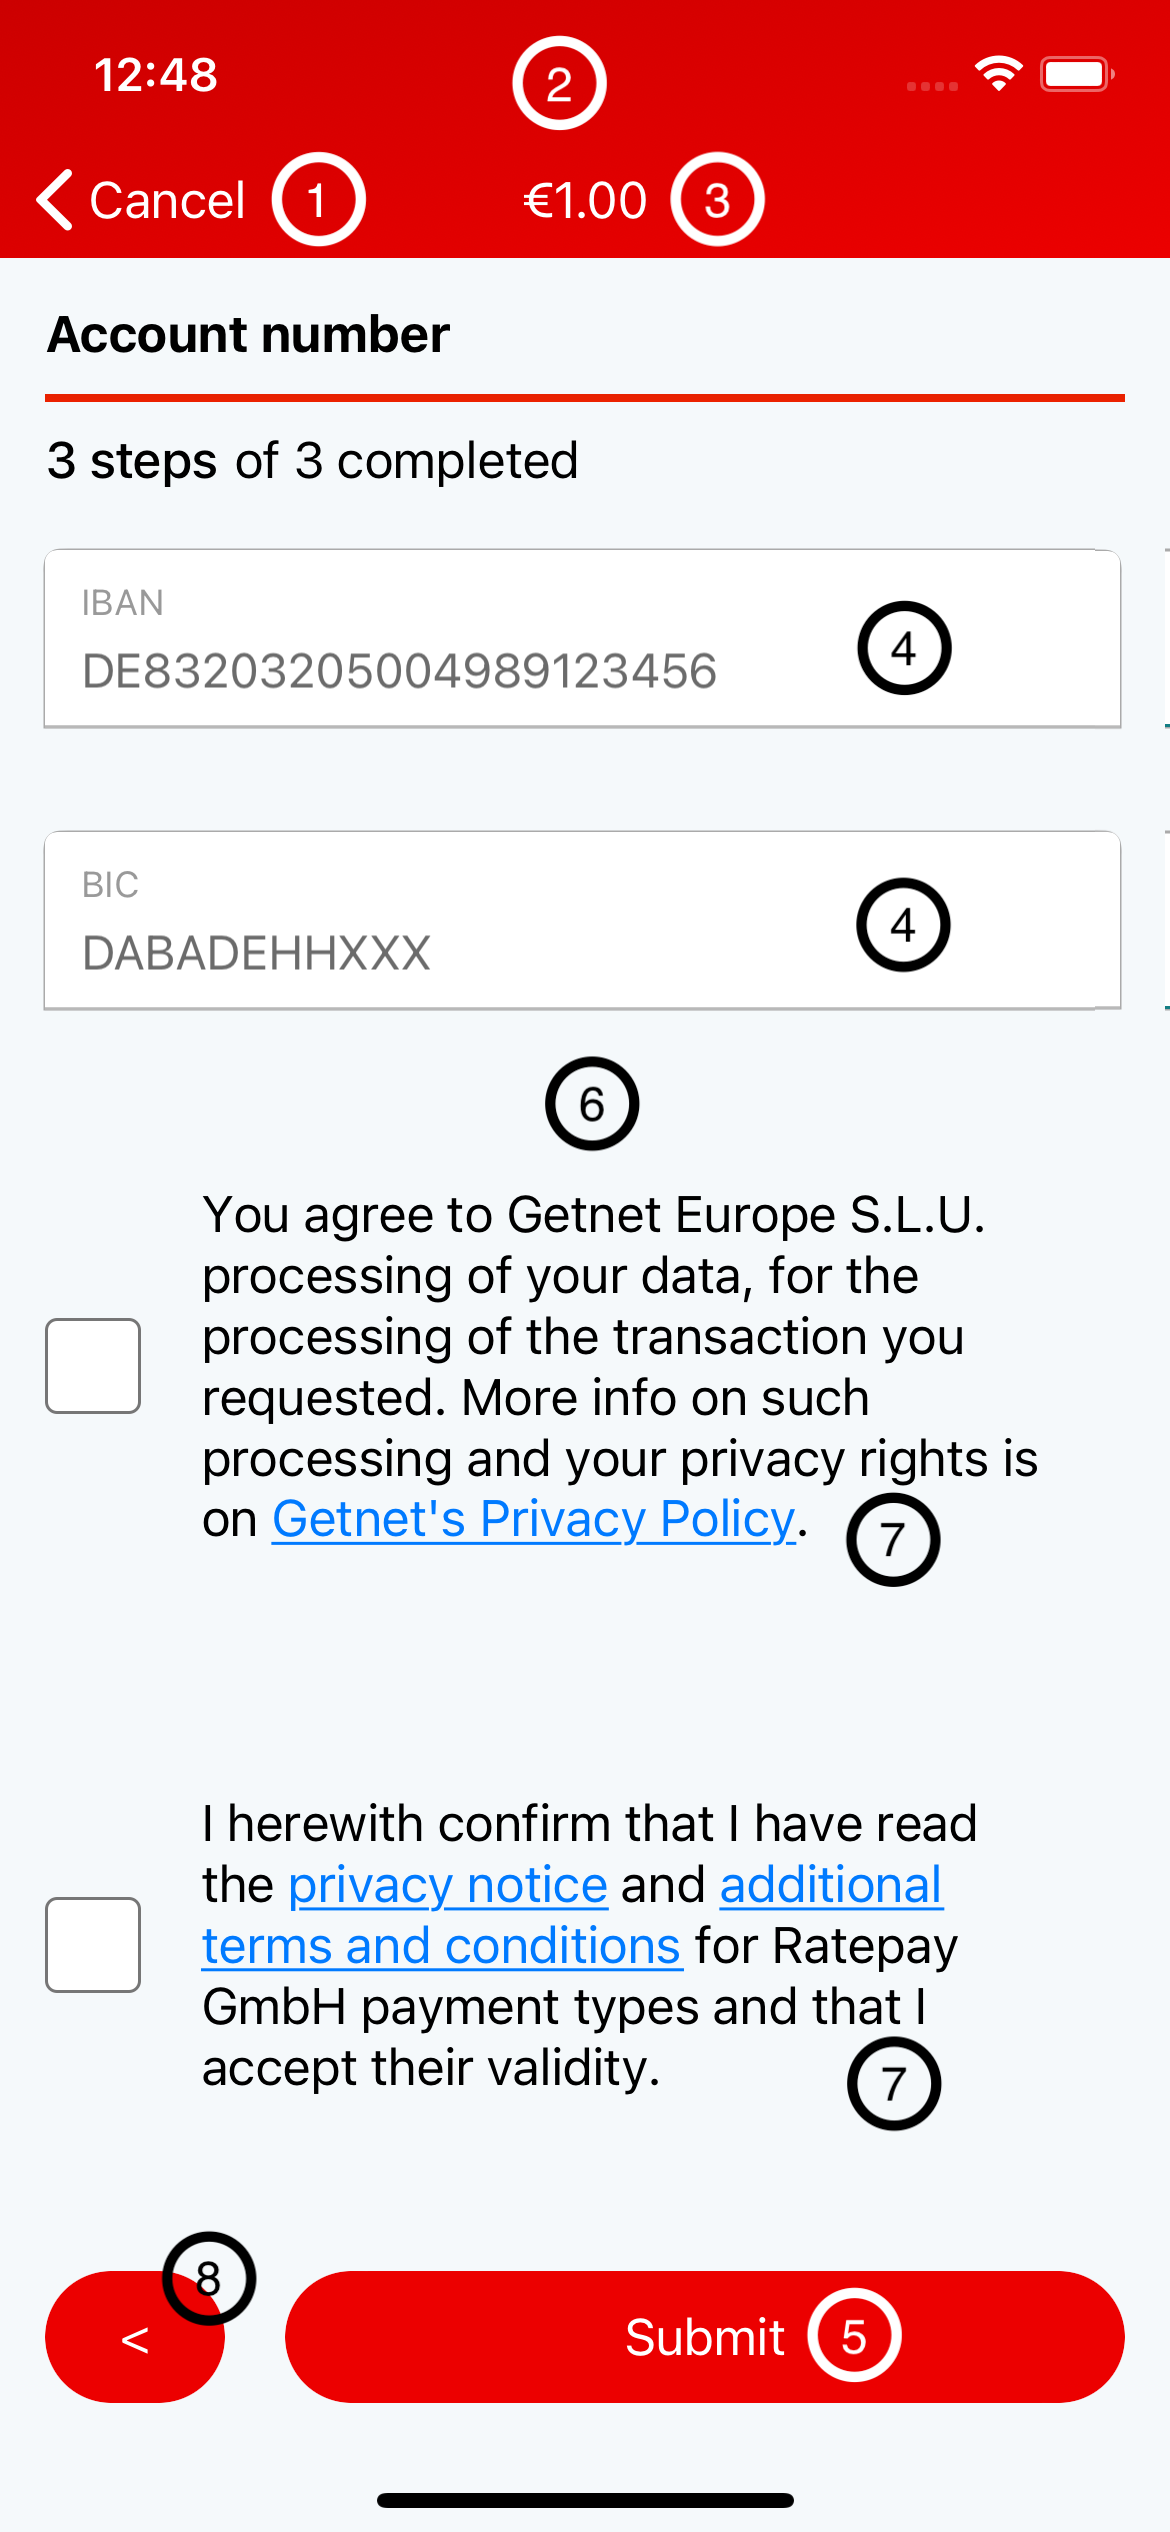 12:48
2
Cancel
1
€1.00
3
Account number
3 steps of 3 completed
IBAN
DE83203205004989123456
4
BIC
DABADEHHXXX
4
6
You agree to Getnet Europe S.L.U.
processing of your data, for the
processing of the transaction you
requested. More info on such
processing and your privacy rights is
on Getnet's Privacy Policy.
7
I herewith confirm that I have read
the privacy notice and additional
terms and conditions for Ratepay
GmbH payment types and that I
accept their validity.
7
8
<
Submit
5